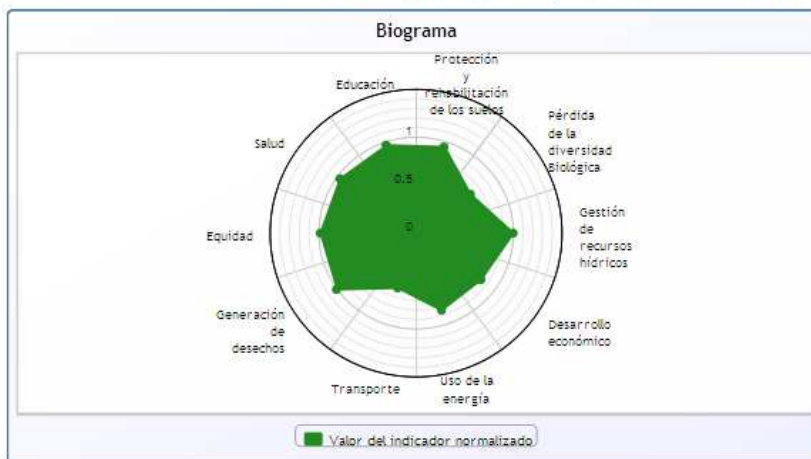 Biograma
Protección
y
rehabilitación
de los suelos
Pérdida
de la
diversidad
Biológica
Gestión
de
recursos
hídricos
Desarrollo
económico
Uso de la
energía
Transporte
Generación
de
desechos
Equidad
Salud
Educación
1
0.5
0
Valor del indicador normalizado